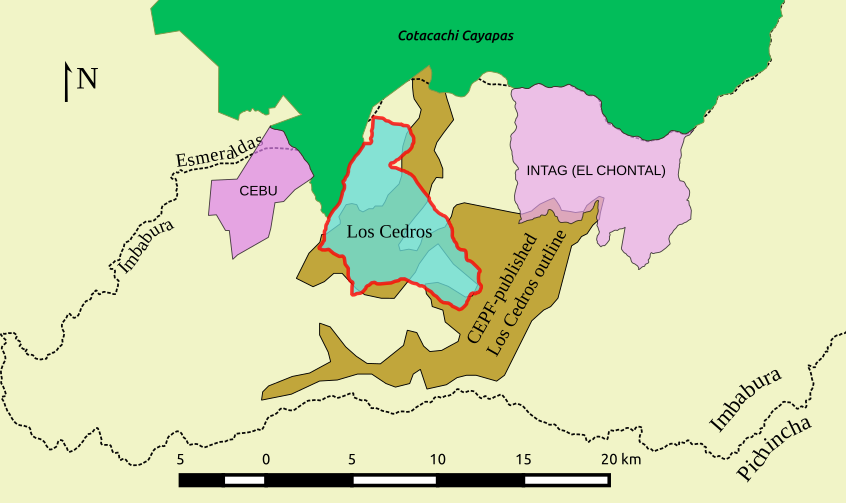 Cotacachi Cayapas
N
Esmeraldas
INTAG (EL CHONTAL)
CEBU
Los Cedros
Imbabura
CEPF-published
Los Cedros outline
Imbabura
Pichincha
5 0 5 10 15 20 km